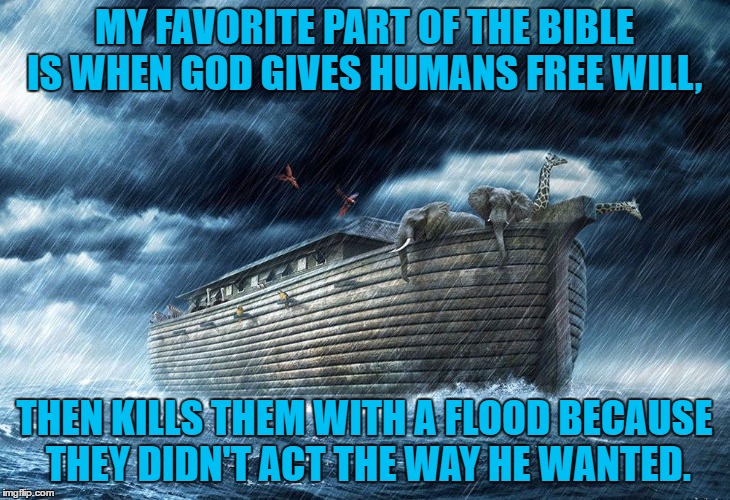 MY FAVORITE PART OF THE BIBLE
IS WHEN GOD GIVES HUMANS FREE WILL,
THEN KILLS THEM WITH A FLOOD BECAUSE
THEY DIDN'T ACT THE WAY HE WANTED.
imgflip.com